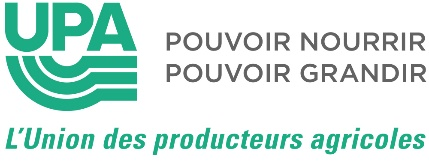 UPA
POUVOIR NOURRIR
POUVOIR GRANDIR
L'Union des producteurs agricoles